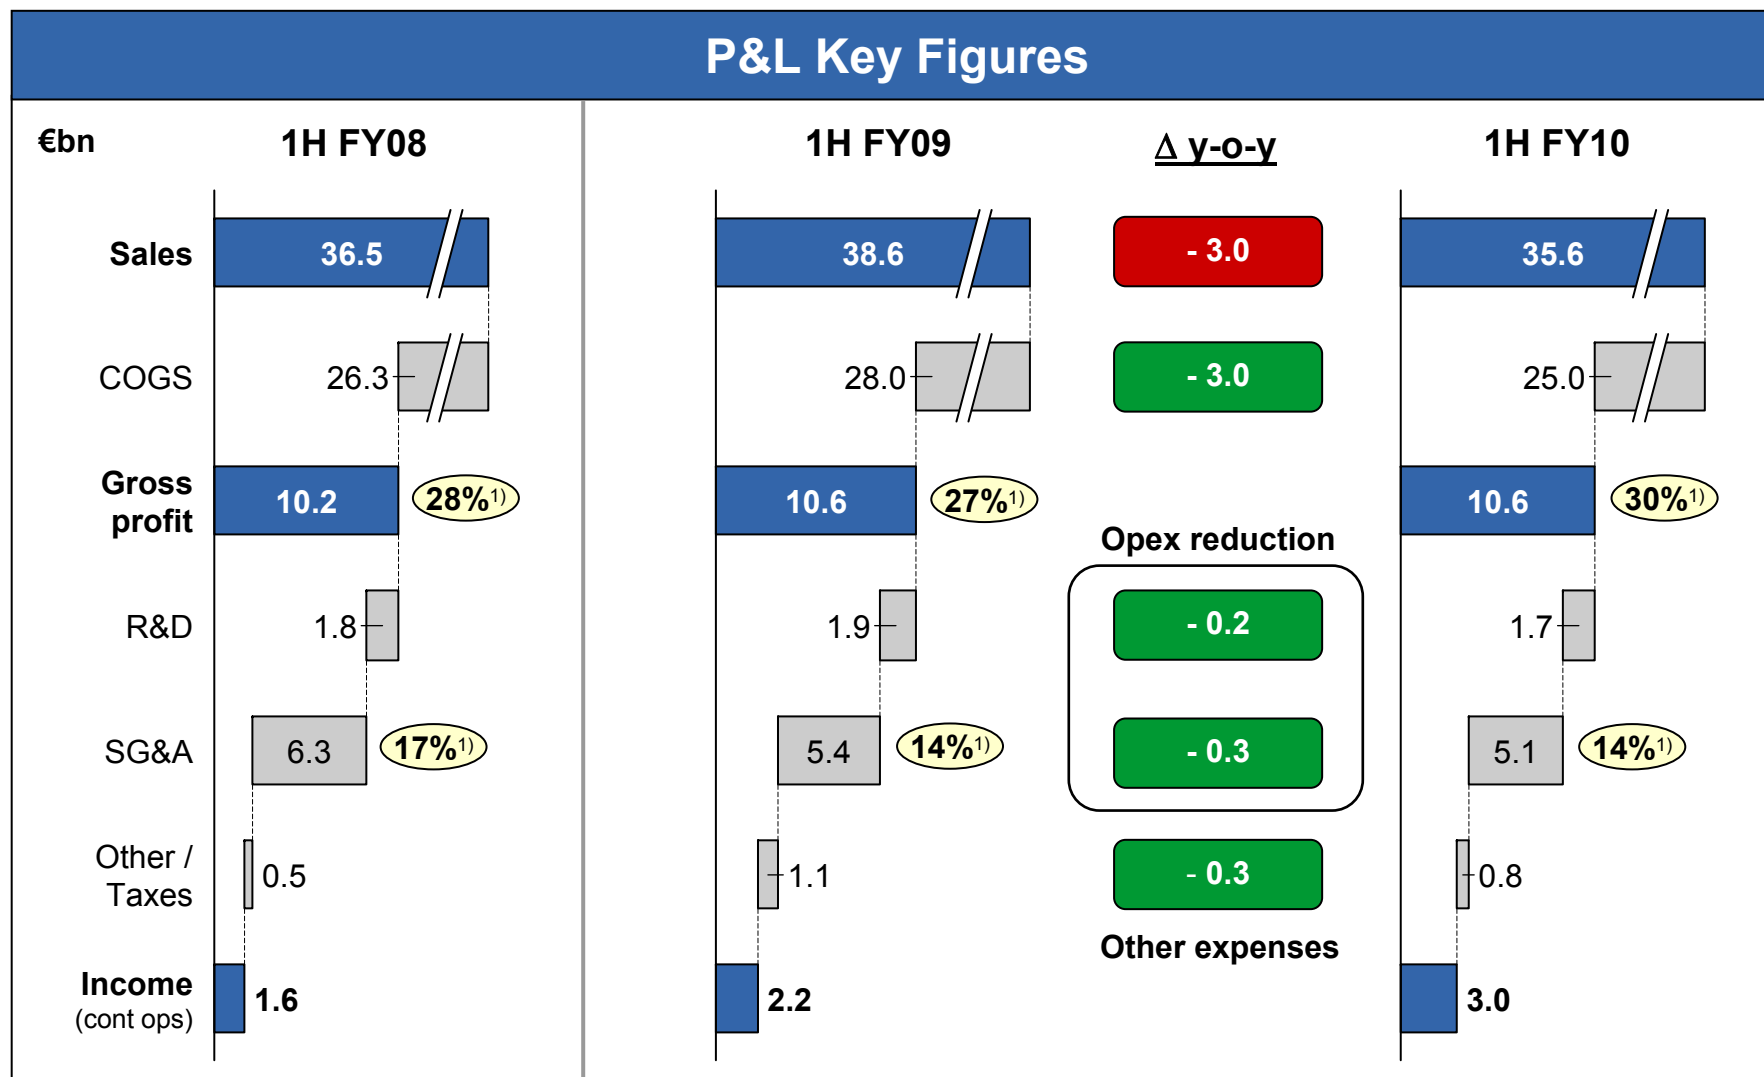 P&L Key Figures
€bn 1H FY08 1H FY09 Δ y-o-y 1H FY10
Sales 36.5 38.6 - 3.0 35.6
COGS 26.3 28.0 - 3.0 25.0
Gross
profit 10.2 28%1) 10.6 27%1) 10.6 30%1)
Opex reduction
R&D 1.8 1.9 - 0.2 1.7
SG&A 6.3 17%1) 5.4 14%1) - 0.3 5.1 14%1)
Other /
Taxes 0.5 1.1 - 0.3 0.8
Other expenses
Income
(cont ops) 1.6 2.2 3.0